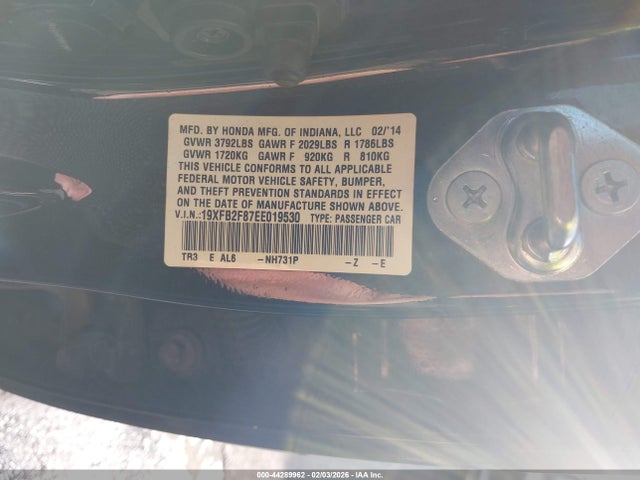 MFD. BY HONDA MFG. OF INDIANA, LLC 02/'14
GVWR 3792LBS GAWR F 2029LBS R 1786LBS
GVWR 1720KG GAWR F 920KG R 810KG
THIS VEHICLE CONFORMS TO ALL APPLICABLE
FEDERAL MOTOR VEHICLE SAFETY, BUMPER,
AND THEFT PREVENTION STANDARDS IN EFFECT
ON THE DATE OF MANUFACTURE SHOWN ABOVE.
V.I.N.: 19XFB2F87EE019530 TYPE: PASSENGER CAR
TR3 E AL6 -NH731P -Z -E
000-44289962 - 02/03/2026 - IAA Inc.